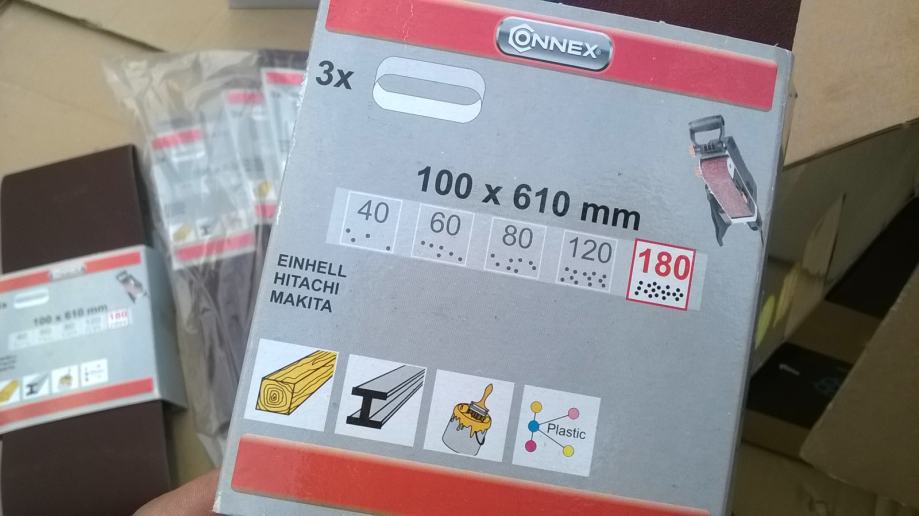 CONNEX
3x
100 x 610 mm
40 60 80 120 180
EINHELL
HITACHI
MAKITA
Plastic
100 x 610 mm
180